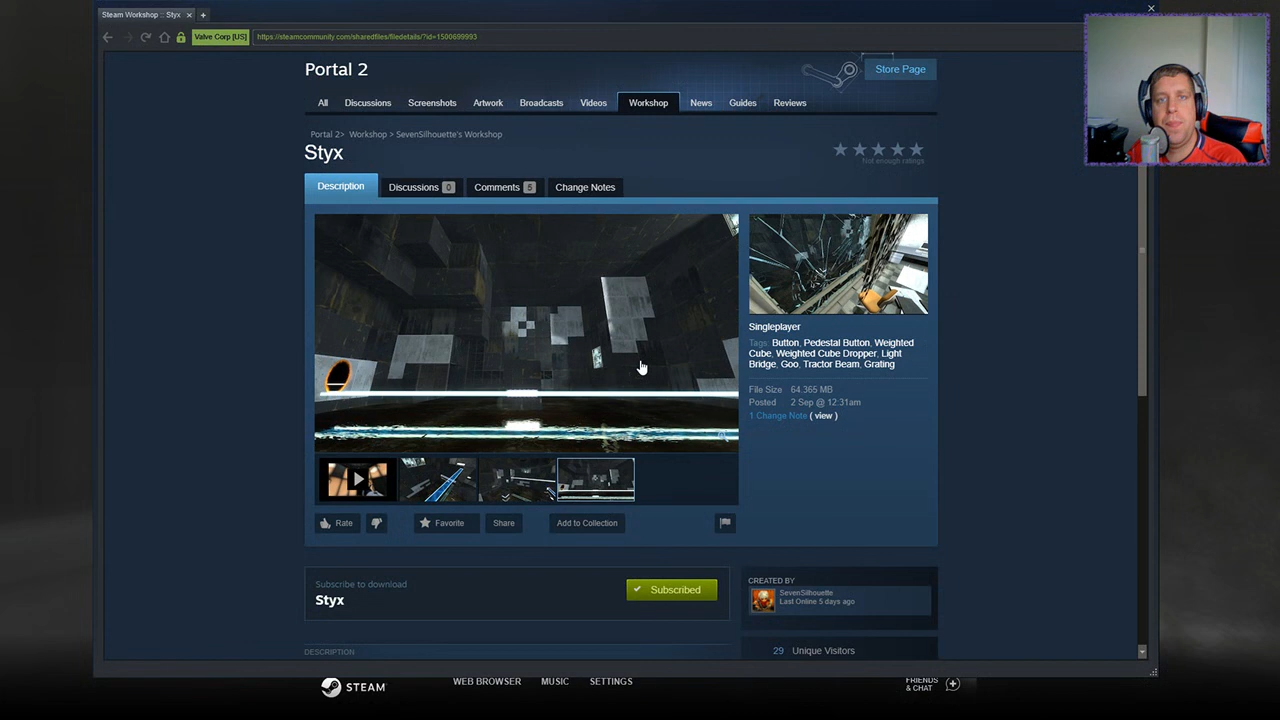 Steam Workshop :: Styx
Valve Corp [US]
https://steamcommunity.com/sharedfiles/filedetails/?id=1500699993
Portal 2
Store Page
All Discussions Screenshots Artwork Broadcasts Videos Workshop News Guides Reviews
Portal 2> Workshop > SevenSilhouette's Workshop
Styx
Not enough ratings
Description Discussions 0 Comments 5 Change Notes
Singleplayer
Tags: Button, Pedestal Button, Weighted
Cube, Weighted Cube Dropper, Light
Bridge, Goo, Tractor Beam, Grating
File Size 64.365 MB
Posted 2 Sep @ 12:31am
1 Change Note ( view )
Rate Favorite Share Add to Collection
Subscribe to download
Styx
Subscribed
CREATED BY
SevenSilhouette
Last Online 5 days ago
DESCRIPTION
29 Unique Visitors
STEAM
WEB BROWSER MUSIC SETTINGS
FRIENDS
& CHAT